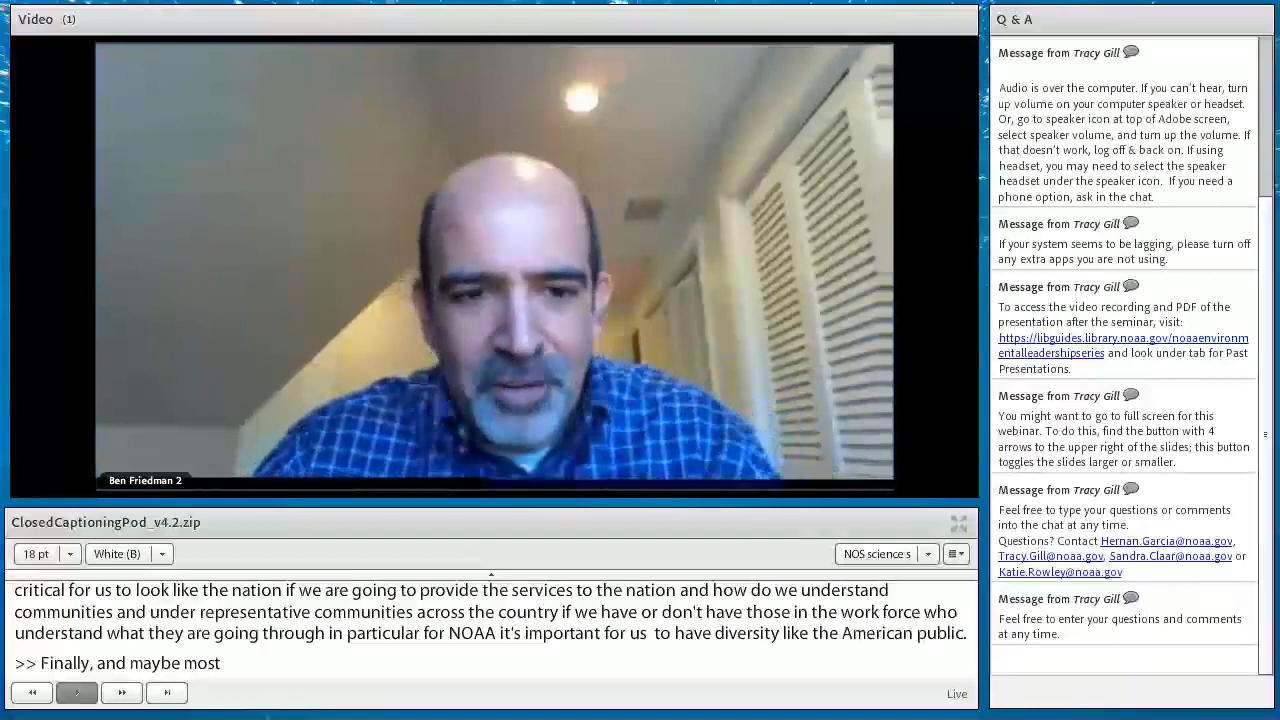 Video (1)
Ben Friedman 2
ClosedCaptioningPod_v4.2.zip
18 pt
White (B)
NOS science s
critical for us to look like the nation if we are going to provide the services to the nation and how do we understand
communities and under representative communities across the country if we have or don't have those in the work force who
understand what they are going through in particular for NOAA it's important for us to have diversity like the American public.
>> Finally, and maybe most
Live
Q & A
Message from Tracy Gill
Audio is over the computer. If you can't hear, turn
up volume on your computer speaker or headset.
Or, go to speaker icon at top of Adobe screen,
select speaker volume, and turn up the volume. If
that doesn't work, log off & back on. If using
headset, you may need to select the speaker
headset under the speaker icon. If you need a
phone option, ask in the chat.
Message from Tracy Gill
If your system seems to be lagging, please turn off
any extra apps you are not using.
Message from Tracy Gill
To access the video recording and PDF of the
presentation after the seminar, visit:
https://libguides.library.noaa.gov/noaaenvironm
entalleadershipseries and look under tab for Past
Presentations.
Message from Tracy Gill
You might want to go to full screen for this
webinar. To do this, find the button with 4
arrows to the upper right of the slides; this button
toggles the slides larger or smaller.
Message from Tracy Gill
Feel free to type your questions or comments
into the chat at any time.
Questions? Contact Hernan.Garcia@noaa.gov,
Tracy.Gill@noaa.gov, Sandra.Claar@noaa.gov or
Katie.Rowley@noaa.gov
Message from Tracy Gill
Feel free to enter your questions and comments
at any time.